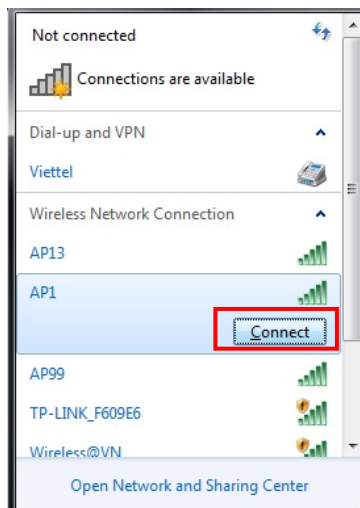 Not connected
Connections are available
Dial-up and VPN
Viettel
Wireless Network Connection
AP13
AP1
Connect
AP99
TP-LINK_F609E6
Wireless@VN
Open Network and Sharing Center